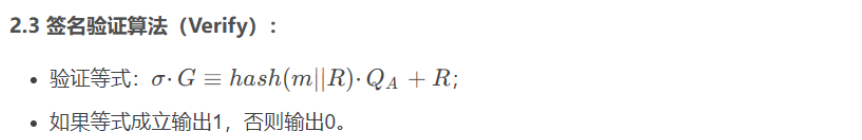 2.3 签名验证算法（Verify）：
• 验证等式：σ·G ≡ hash(m||R)·Q_A + R；
• 如果等式成立输出1，否则输出0。